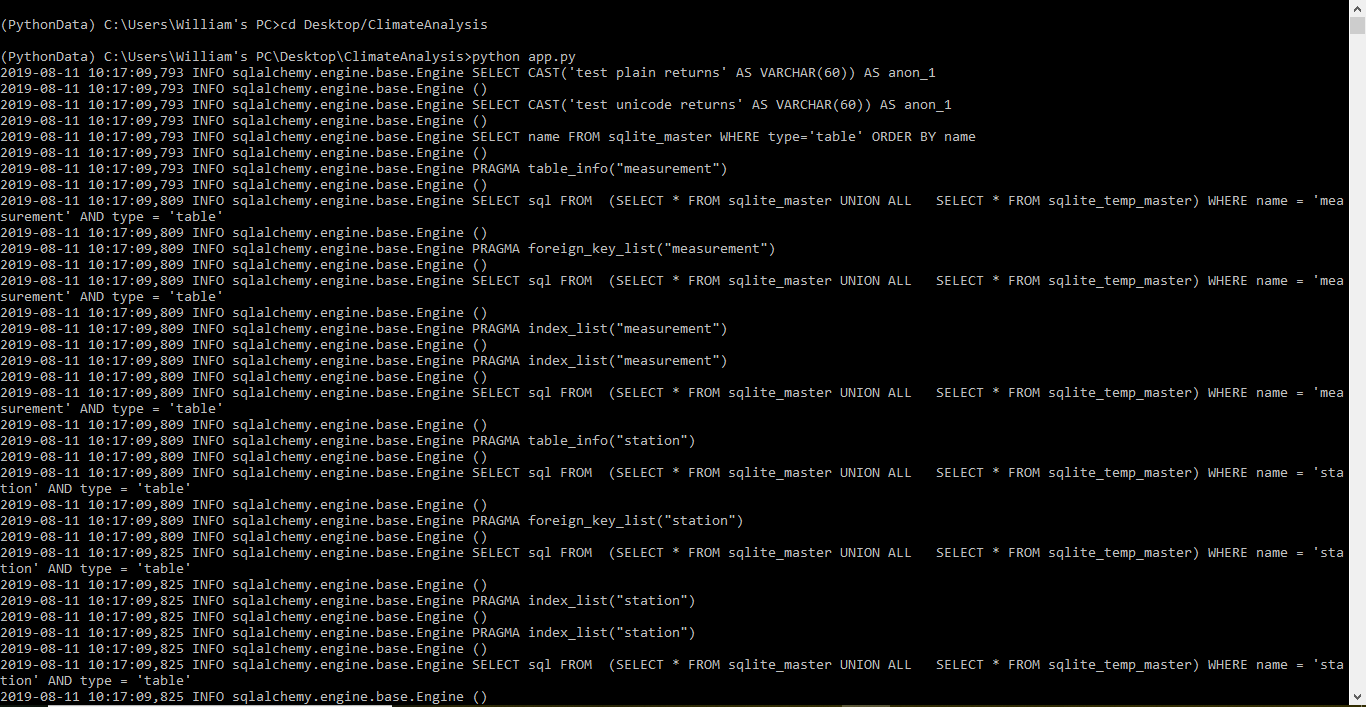 (PythonData) C:\Users\William's PC>cd Desktop/ClimateAnalysis
(PythonData) C:\Users\William's PC\Desktop\ClimateAnalysis>python app.py
2019-08-11 10:17:09,793 INFO sqlalchemy.engine.base.Engine SELECT CAST('test plain returns' AS VARCHAR(60)) AS anon_1
2019-08-11 10:17:09,793 INFO sqlalchemy.engine.base.Engine ()
2019-08-11 10:17:09,793 INFO sqlalchemy.engine.base.Engine SELECT CAST('test unicode returns' AS VARCHAR(60)) AS anon_1
2019-08-11 10:17:09,793 INFO sqlalchemy.engine.base.Engine ()
2019-08-11 10:17:09,793 INFO sqlalchemy.engine.base.Engine SELECT name FROM sqlite_master WHERE type='table' ORDER BY name
2019-08-11 10:17:09,793 INFO sqlalchemy.engine.base.Engine ()
2019-08-11 10:17:09,793 INFO sqlalchemy.engine.base.Engine PRAGMA table_info("measurement")
2019-08-11 10:17:09,793 INFO sqlalchemy.engine.base.Engine ()
2019-08-11 10:17:09,809 INFO sqlalchemy.engine.base.Engine SELECT sql FROM  (SELECT * FROM sqlite_master UNION ALL   SELECT * FROM sqlite_temp_master) WHERE name = 'mea
surement' AND type = 'table'
2019-08-11 10:17:09,809 INFO sqlalchemy.engine.base.Engine ()
2019-08-11 10:17:09,809 INFO sqlalchemy.engine.base.Engine PRAGMA foreign_key_list("measurement")
2019-08-11 10:17:09,809 INFO sqlalchemy.engine.base.Engine ()
2019-08-11 10:17:09,809 INFO sqlalchemy.engine.base.Engine SELECT sql FROM  (SELECT * FROM sqlite_master UNION ALL   SELECT * FROM sqlite_temp_master) WHERE name = 'mea
surement' AND type = 'table'
2019-08-11 10:17:09,809 INFO sqlalchemy.engine.base.Engine ()
2019-08-11 10:17:09,809 INFO sqlalchemy.engine.base.Engine PRAGMA index_list("measurement")
2019-08-11 10:17:09,809 INFO sqlalchemy.engine.base.Engine ()
2019-08-11 10:17:09,809 INFO sqlalchemy.engine.base.Engine PRAGMA index_list("measurement")
2019-08-11 10:17:09,809 INFO sqlalchemy.engine.base.Engine ()
2019-08-11 10:17:09,809 INFO sqlalchemy.engine.base.Engine SELECT sql FROM  (SELECT * FROM sqlite_master UNION ALL   SELECT * FROM sqlite_temp_master) WHERE name = 'mea
surement' AND type = 'table'
2019-08-11 10:17:09,809 INFO sqlalchemy.engine.base.Engine ()
2019-08-11 10:17:09,809 INFO sqlalchemy.engine.base.Engine PRAGMA table_info("station")
2019-08-11 10:17:09,809 INFO sqlalchemy.engine.base.Engine ()
2019-08-11 10:17:09,809 INFO sqlalchemy.engine.base.Engine SELECT sql FROM  (SELECT * FROM sqlite_master UNION ALL   SELECT * FROM sqlite_temp_master) WHERE name = 'sta
tion' AND type = 'table'
2019-08-11 10:17:09,809 INFO sqlalchemy.engine.base.Engine ()
2019-08-11 10:17:09,809 INFO sqlalchemy.engine.base.Engine PRAGMA foreign_key_list("station")
2019-08-11 10:17:09,809 INFO sqlalchemy.engine.base.Engine ()
2019-08-11 10:17:09,825 INFO sqlalchemy.engine.base.Engine SELECT sql FROM  (SELECT * FROM sqlite_master UNION ALL   SELECT * FROM sqlite_temp_master) WHERE name = 'sta
tion' AND type = 'table'
2019-08-11 10:17:09,825 INFO sqlalchemy.engine.base.Engine ()
2019-08-11 10:17:09,825 INFO sqlalchemy.engine.base.Engine PRAGMA index_list("station")
2019-08-11 10:17:09,825 INFO sqlalchemy.engine.base.Engine ()
2019-08-11 10:17:09,825 INFO sqlalchemy.engine.base.Engine PRAGMA index_list("station")
2019-08-11 10:17:09,825 INFO sqlalchemy.engine.base.Engine ()
2019-08-11 10:17:09,825 INFO sqlalchemy.engine.base.Engine SELECT sql FROM  (SELECT * FROM sqlite_master UNION ALL   SELECT * FROM sqlite_temp_master) WHERE name = 'sta
tion' AND type = 'table'
2019-08-11 10:17:09,825 INFO sqlalchemy.engine.base.Engine ()